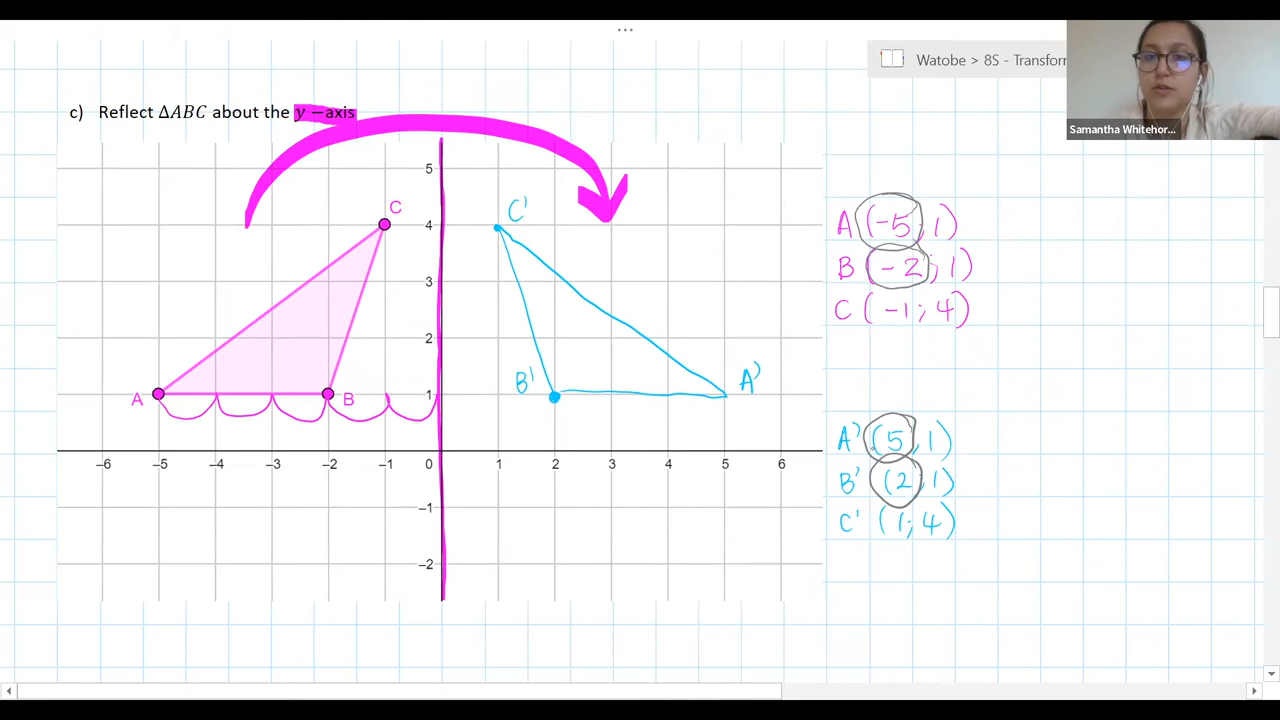 Watobe > 8S - Transform
Samantha Whitehor...
c) Reflect ΔABC about the y –axis
5
C
C'
4
3
2
A
B
1
B'
A'
–6 –5 –4 –3 –2 –1 0 1 2 3 4 5 6
–1
–2
A (-5, 1)
B (-2; 1)
C (-1; 4)
A' (5, 1)
B' (2, 1)
C' (1; 4)